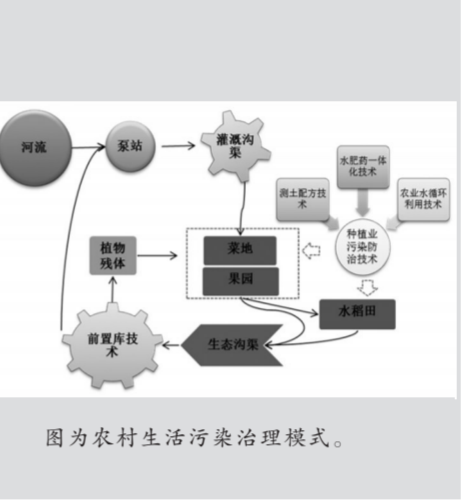 河流
泵站
灌溉沟
渠
水肥药一体
化技术
测土配方技
术
农业水循环
利用技术
种植业
污染防
治技术
植物
残体
菜地
果园
水稻田
前置库技
术
生态沟渠
图为农村生活污染治理模式。